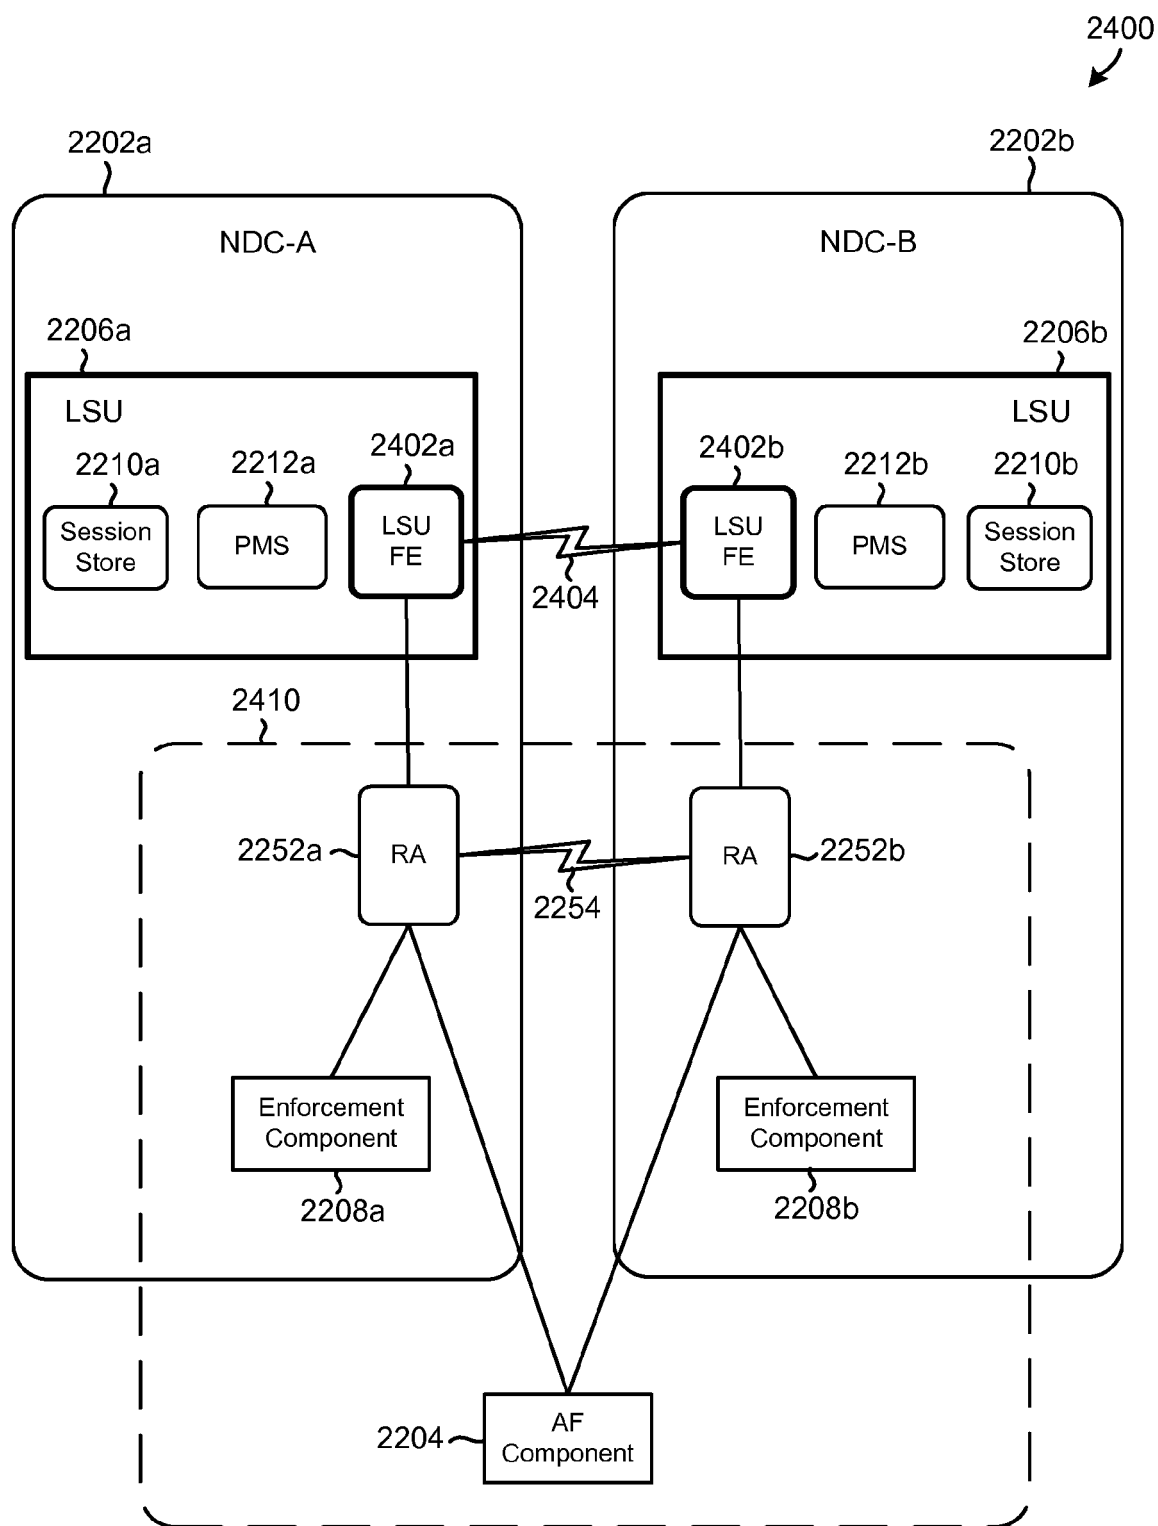 2400
2202a
2202b
NDC-A
NDC-B
2206a
2206b
LSU
LSU
2210a
2212a
2402a
2402b
2212b
2210b
Session
Store
PMS
LSU
FE
LSU
FE
PMS
Session
Store
2404
2410
2252a
RA
RA
2252b
2254
Enforcement
Component
Enforcement
Component
2208a
2208b
2204
AF
Component